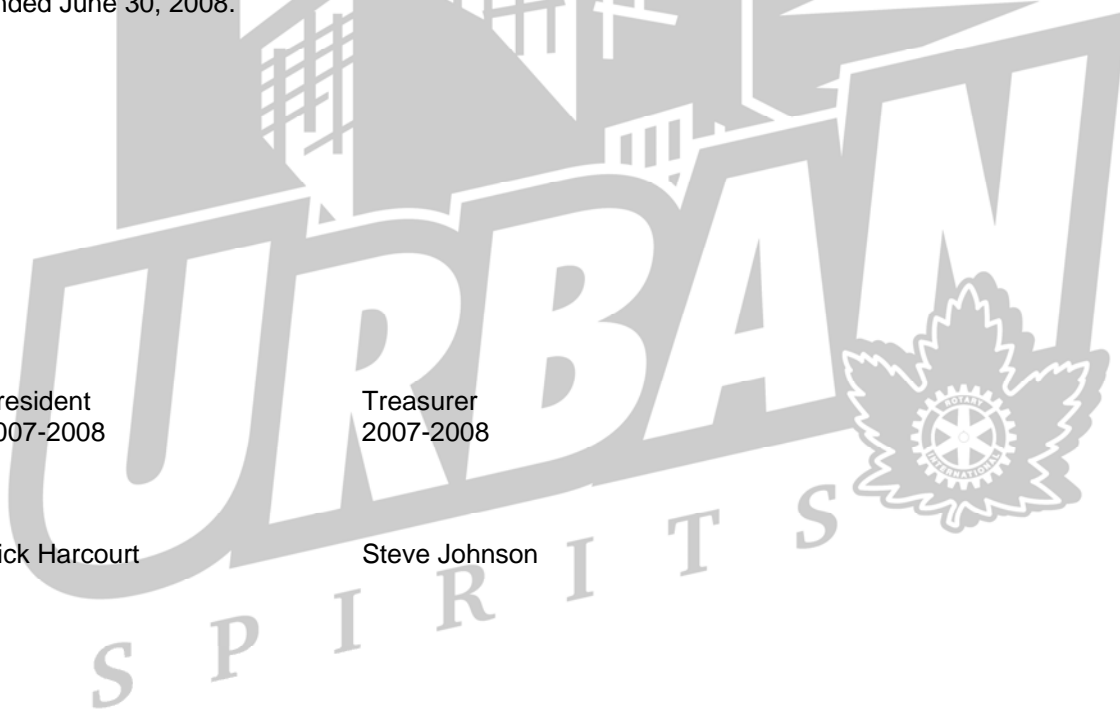 nded June 30, 2008.
resident
007-2008
Treasurer
2007-2008
ick Harcourt
Steve Johnson
URBAN
SPIRITS
ROTARY
INTERNATIONAL